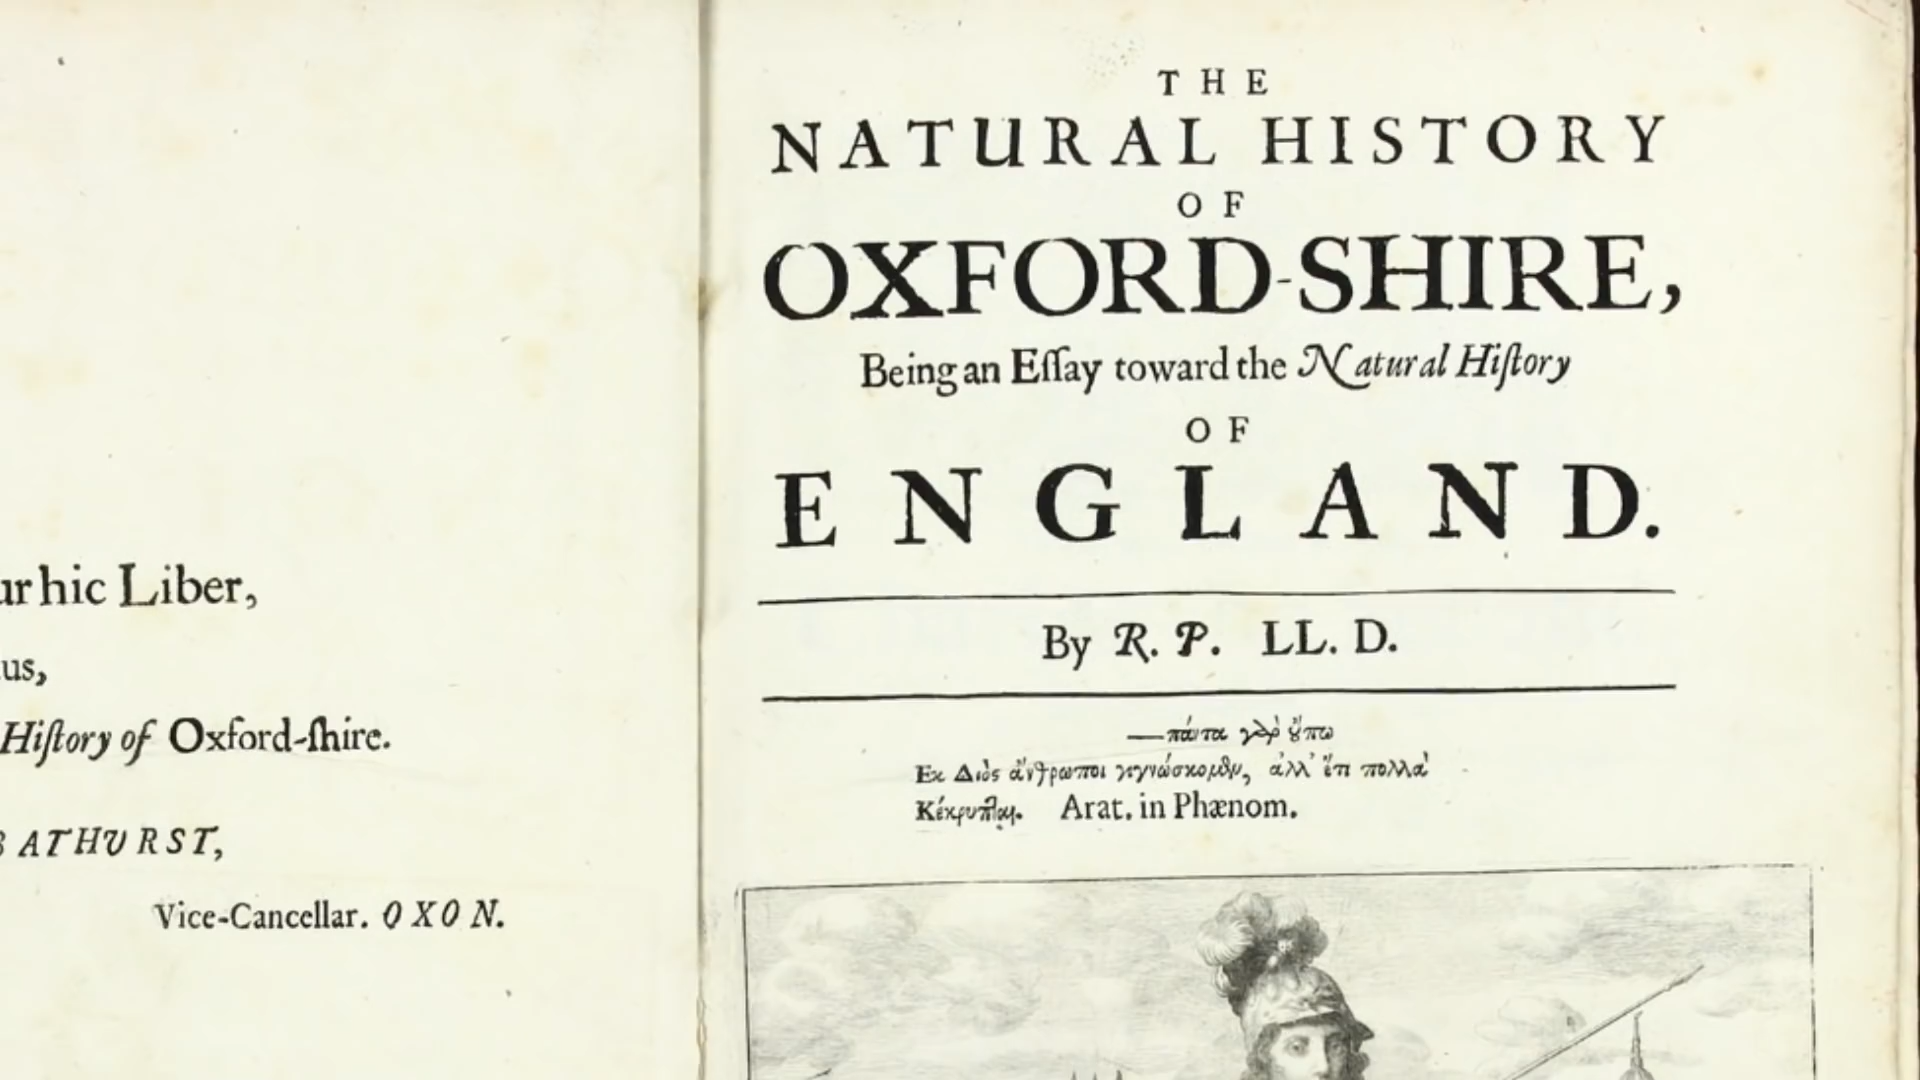 ur hic Liber,
us,
Hiſtory of Oxford-ſhire.
BATHURST,
Vice-Cancellar. OXON.
THE
NATURAL HISTORY
OF
OXFORD-SHIRE,
Being an Eſſay toward the Natural Hiſtory
OF
ENGLAND.
By R. P. LL. D.
—πάντα γὰρ ὔπω
Ἐκ Διὸς ἄνθρωποι γιγνώσκομεν, ἀλλ' ἔτι πολλὰ
Κέκρυπται. Arat. in Phænom.